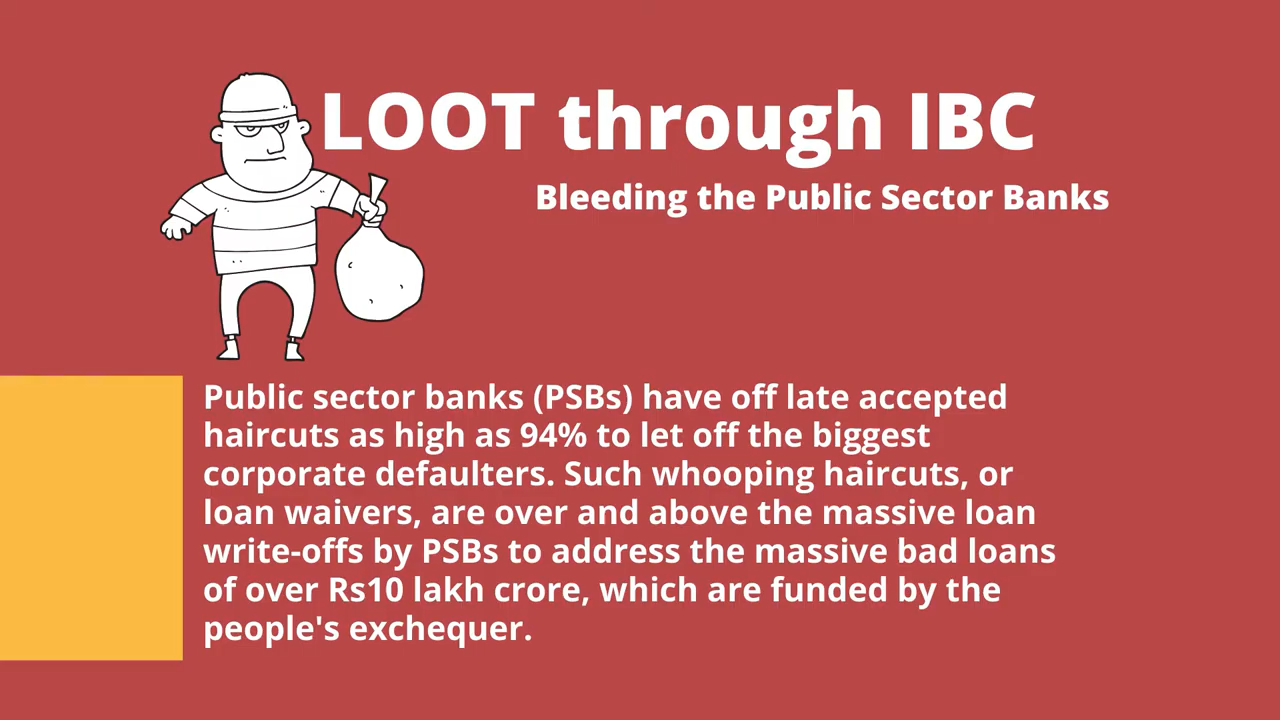 LOOT through IBC
Bleeding the Public Sector Banks
Public sector banks (PSBs) have off late accepted
haircuts as high as 94% to let off the biggest
corporate defaulters. Such whooping haircuts, or
loan waivers, are over and above the massive loan
write-offs by PSBs to address the massive bad loans
of over Rs10 lakh crore, which are funded by the
people's exchequer.